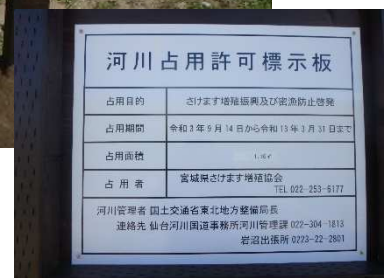 河川占用許可標示板
占用目的 さけます増殖振興及び密漁防止啓発
占用期間 令和3年9月14日から令和13年3月31日まで
占用面積
占用者 宮城県さけます増殖協会
TEL 022-253-6177
河川管理者 国土交通省東北地方整備局長
連絡先 仙台河川国道事務所河川管理課 022-304-1813
岩沼出張所 0223-22-2801